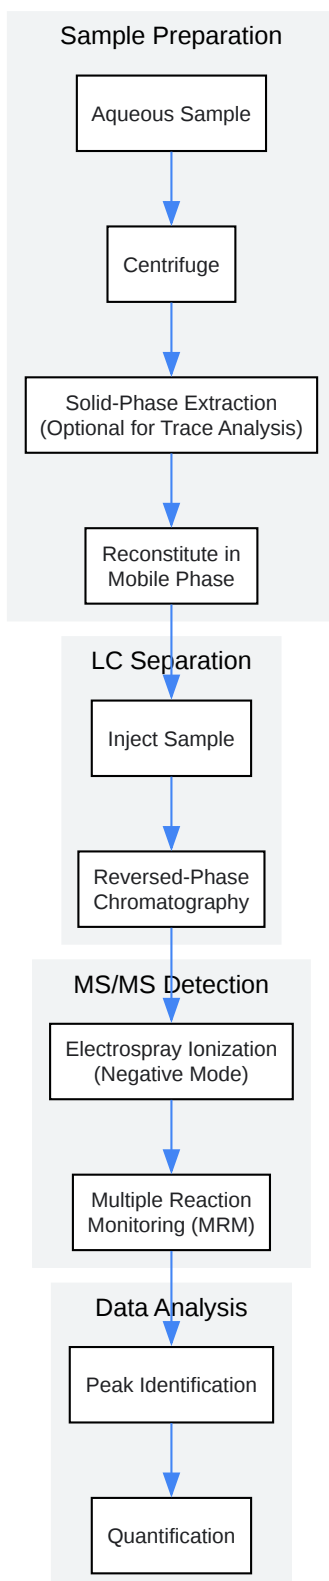 Sample Preparation
Aqueous Sample
Centrifuge
Solid-Phase Extraction
(Optional for Trace Analysis)
Reconstitute in
Mobile Phase
LC Separation
Inject Sample
Reversed-Phase
Chromatography
MS/MS Detection
Electrospray Ionization
(Negative Mode)
Multiple Reaction
Monitoring (MRM)
Data Analysis
Peak Identification
Quantification